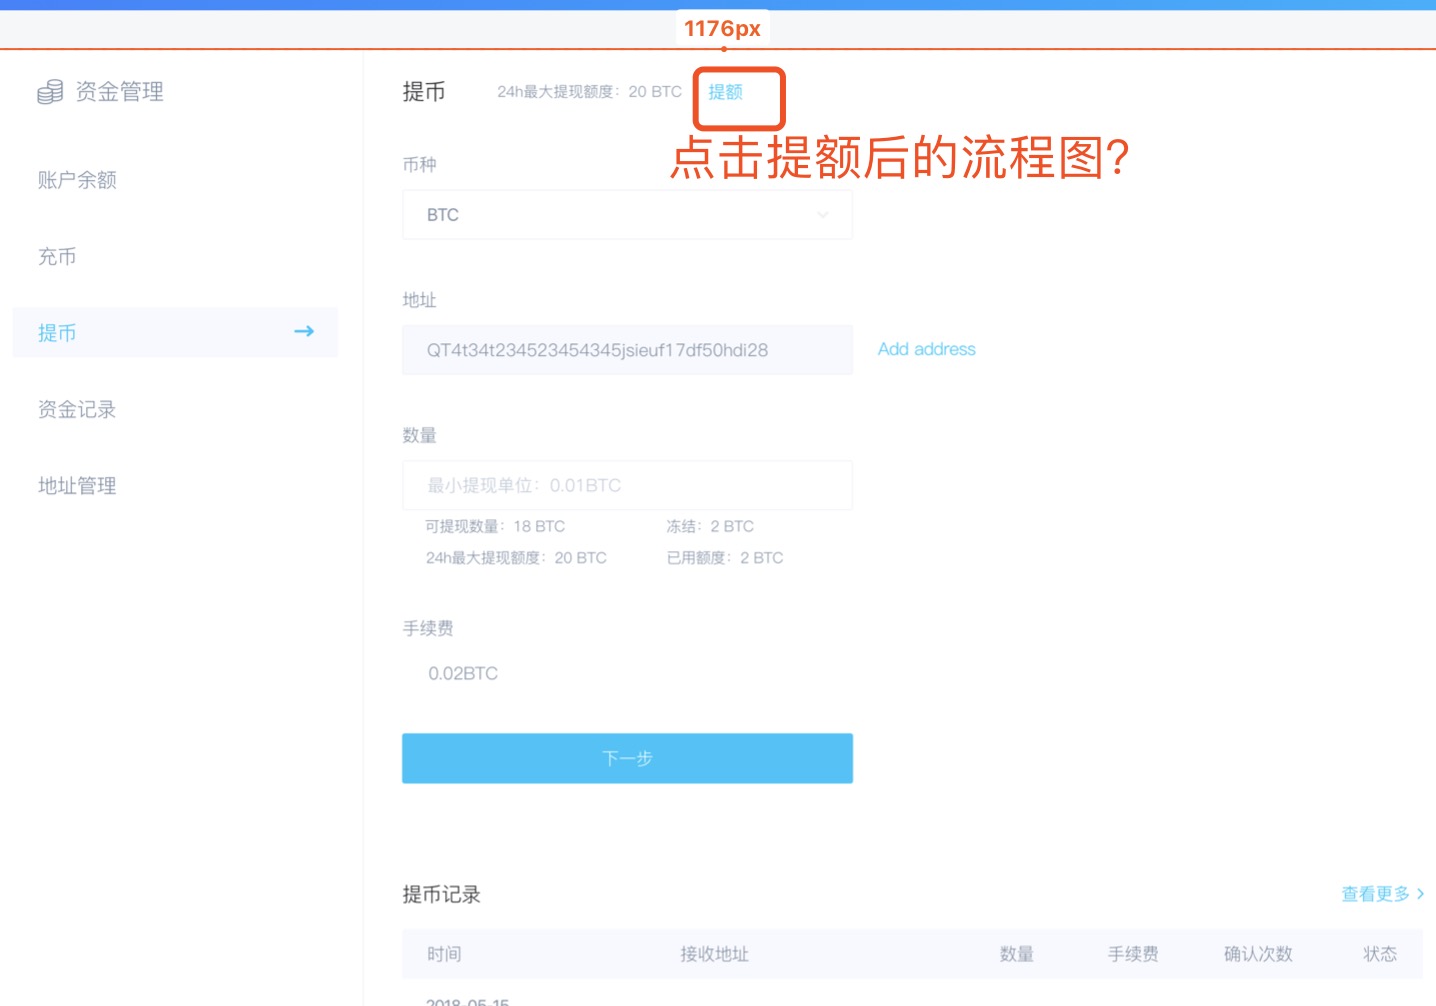 1176px
资金管理
提币 24h最大提现额度：20 BTC 提额
点击提额后的流程图?
币种
账户余额
BTC
充币
地址
提币
QT4t34t234523454345jsieuf17df50hdi28 Add address
资金记录
数量
地址管理
最小提现单位：0.01BTC
可提现数量：18 BTC 冻结：2 BTC
24h最大提现额度：20 BTC 已用额度：2 BTC
手续费
0.02BTC
下一步
提币记录 查看更多
时间 接收地址 数量 手续费 确认次数 状态
2018-05-15